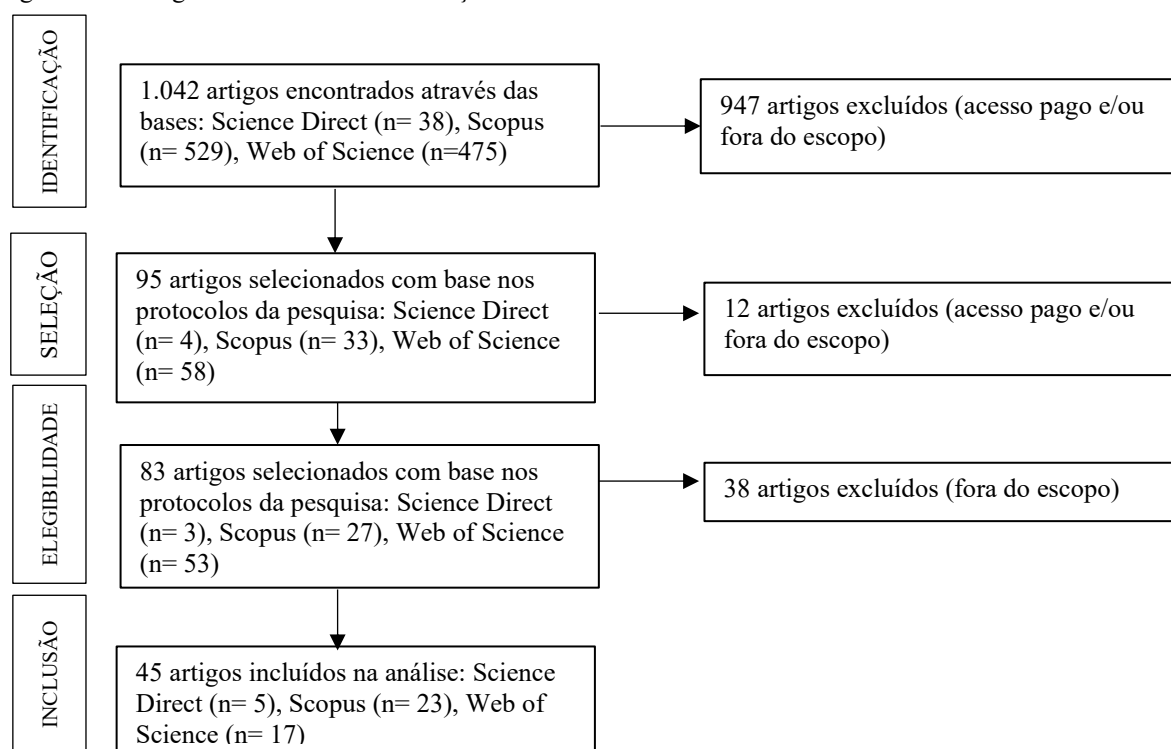 IDENTIFICAÇÃO
1.042 artigos encontrados através das
bases: Science Direct (n= 38), Scopus
(n= 529), Web of Science (n=475)
947 artigos excluídos (acesso pago e/ou
fora do escopo)
SELEÇÃO
95 artigos selecionados com base nos
protocolos da pesquisa: Science Direct
(n= 4), Scopus (n= 33), Web of Science
(n= 58)
12 artigos excluídos (acesso pago e/ou
fora do escopo)
ELEGIBILIDADE
83 artigos selecionados com base nos
protocolos da pesquisa: Science Direct
(n= 3), Scopus (n= 27), Web of Science
(n= 53)
38 artigos excluídos (fora do escopo)
INCLUSÃO
45 artigos incluídos na análise: Science
Direct (n= 5), Scopus (n= 23), Web of
Science (n= 17)